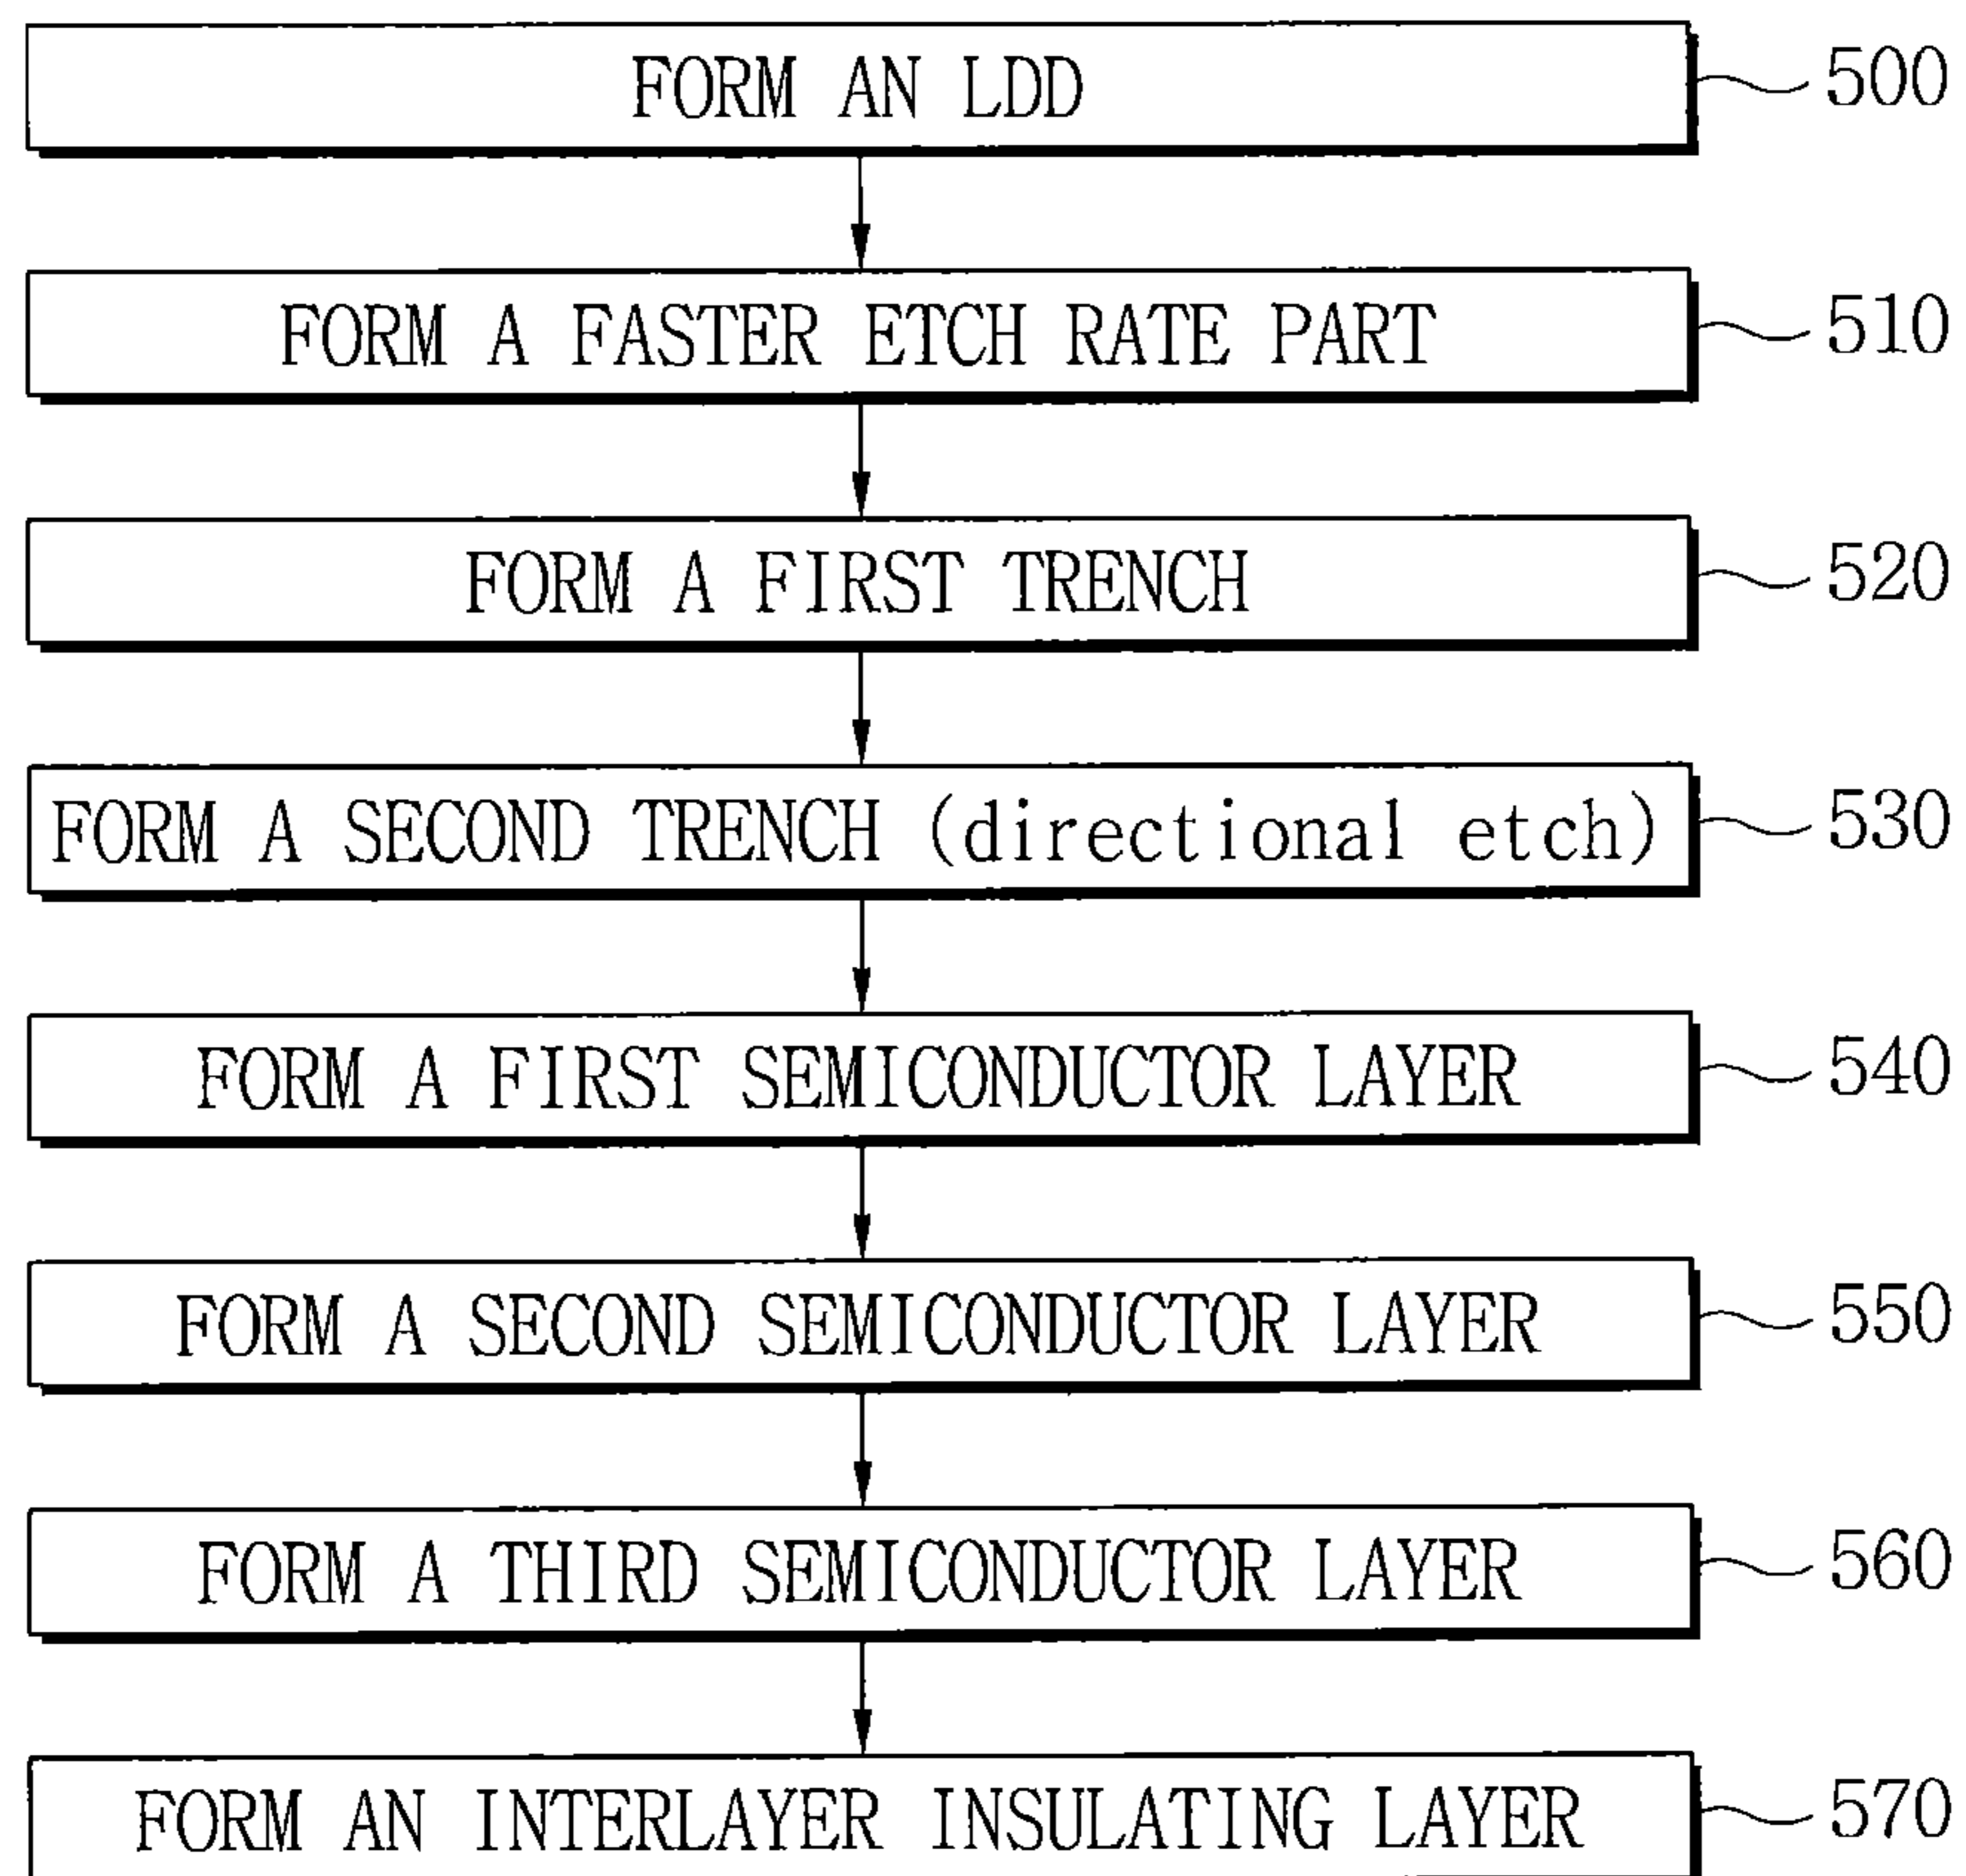 FORM AN LDD 500
FORM A FASTER ETCH RATE PART 510
FORM A FIRST TRENCH 520
FORM A SECOND TRENCH (directional etch) 530
FORM A FIRST SEMICONDUCTOR LAYER 540
FORM A SECOND SEMICONDUCTOR LAYER 550
FORM A THIRD SEMICONDUCTOR LAYER 560
FORM AN INTERLAYER INSULATING LAYER 570